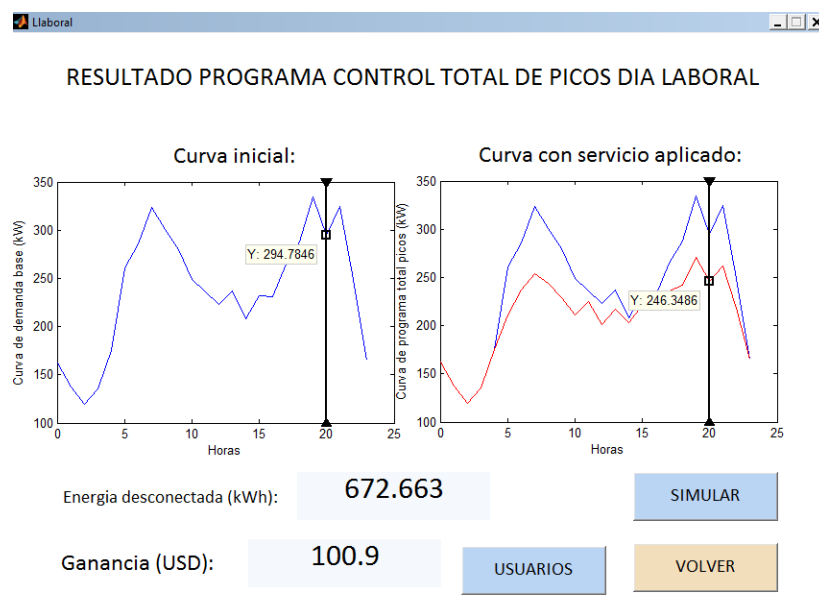 Llaboral
RESULTADO PROGRAMA CONTROL TOTAL DE PICOS DIA LABORAL
Curva inicial:
Curva con servicio aplicado:
Curva de demanda base (kW)
350
300
250
200
150
100
0 5 10 15 20 25
Horas
Y: 294.7846
Curva de programa total picos (kW)
350
300
250
200
150
100
0 5 10 15 20 25
Horas
Y: 246.3486
Energia desconectada (kWh):
672.663
SIMULAR
Ganancia (USD):
100.9
USUARIOS
VOLVER